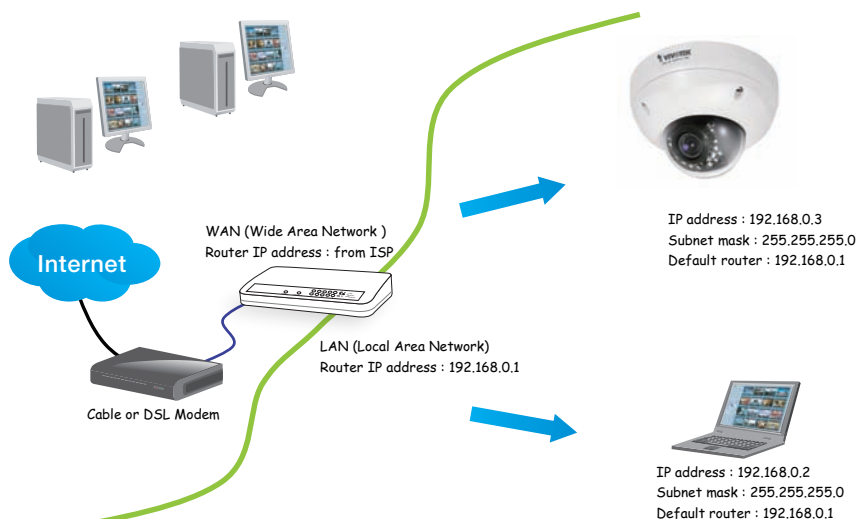 VIVOTEK
WAN (Wide Area Network )
Router IP address : from ISP
Internet
IP address : 192.168.0.3
Subnet mask : 255.255.255.0
Default router : 192.168.0.1
LAN (Local Area Network)
Router IP address : 192.168.0.1
Cable or DSL Modem
IP address : 192.168.0.2
Subnet mask : 255.255.255.0
Default router : 192.168.0.1